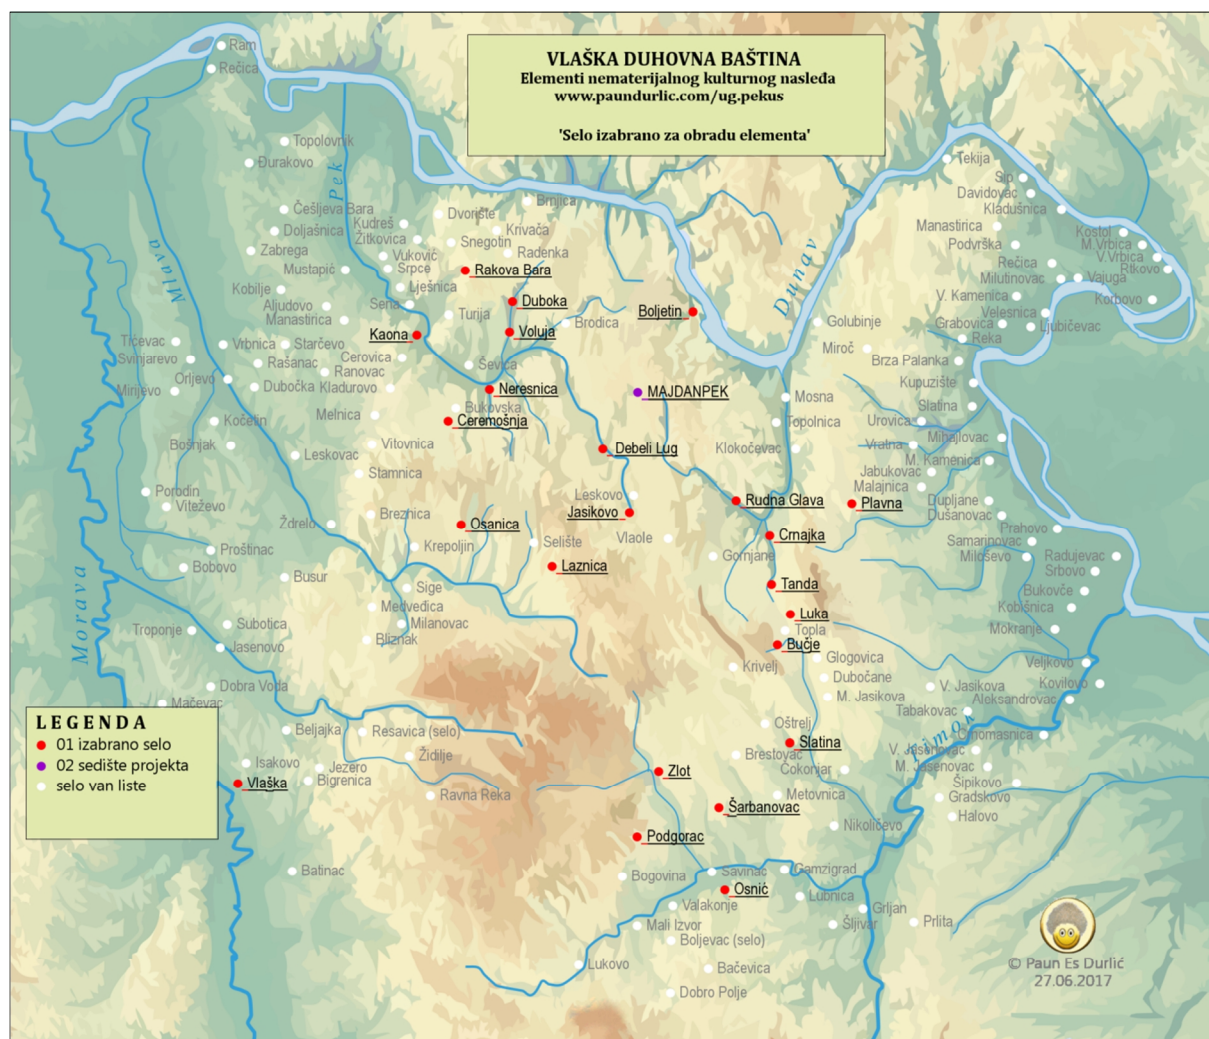 VLAŠKA DUHOVNA BAŠTINA
Elementi nematerijalnog kulturnog nasleđa
www.paundurlic.com/ug.pekus
'Selo izabrano za obradu elementa'
Ram
Rečica
Topolovnik
Đurakovo
Pek
Češljeva Bara
Doljašnica
Zabrega
Mustapić
Kudreš
Žitkovica
Vuković
Srpce
Lješnica
Dvorište
Brnjica
Krivača
Snegotin
Radenka
Rakova Bara
Mlava
Kobilje
Aljudovo
Manastirica
Sena
Turija
Duboka
Voluja
Brodica
Kaona
Boljetin
Dunav
Tekija
Sip
Davidovac
Kladušnica
Manastirica
Podvrška
Kostol
M.Vrbica
V.Vrbica
Rtkovo
Rečica
Milutinovac
Vajuga
V. Kamenica
Korbovo
Velesnica
Grabovica
Ljubičevac
Reka
Golubinje
Miroč
Brza Palanka
Kupuzište
Slatina
Tićevac
Svinjarevo
Mirijevo
Orljevo
Vrbnica
Starčevo
Rašanac
Ranovac
Cerovica
Dubočka
Kladurovo
Ševica
Neresnica
Bukovska
Ceremošnja
MAJDANPEK
Mosna
Topolnica
Klokočevac
Urovica
Vratna
Mihajlovac
M. Kamenica
Jabukovac
Malajnica
Kočetin
Bošnjak
Melnica
Vitovnica
Leskovac
Stamnica
Debeli Lug
Leskovo
Jasikovo
Rudna Glava
Plavna
Dupljane
Dušanovac
Porodin
Viteževo
Ždrelo
Breznica
Osanica
Krepoljin
Selište
Vlaole
Crnajka
Gornjane
Prahovo
Samarinovac
Miloševo
Radujevac
Srbovo
Proštinac
Bobovo
Busur
Laznica
Tanda
Bukovče
Kobišnica
Mokranje
Morava
Sige
Medveđica
Milanovac
Bliznak
Luka
Topla
Bučje
Subotica
Troponje
Jasenovo
Krivelj
Glogovica
Dubočane
M. Jasikova
V. Jasikova
Veljkovo
Kovilovo
Aleksandrovac
Tabakovac
Dobra Voda
Mačevac
LEGENDA
01 izabrano selo
02 sedište projekta
selo van liste
Beljajka
Resavica (selo)
Židilje
Isakovo
Jezero
Bigrenica
Vlaška
Ravna Reka
Oštrelj
Slatina
Brestovac
Čokonjar
Timok
Crnomasnica
V. Jasenovac
M. Jasenovac
Šipikovo
Gradskovo
Halovo
Zlot
Metovnica
Šarbanovac
Nikoličevo
Podgorac
Batinac
Bogovina
Savinac
Gamzigrad
Osnić
Lubnica
Valakonje
Grljan
Mali Izvor
Šljivar
Prlita
Boljevac (selo)
Lukovo
Bačevica
Dobro Polje
© Paun Es Durlić
27.06.2017